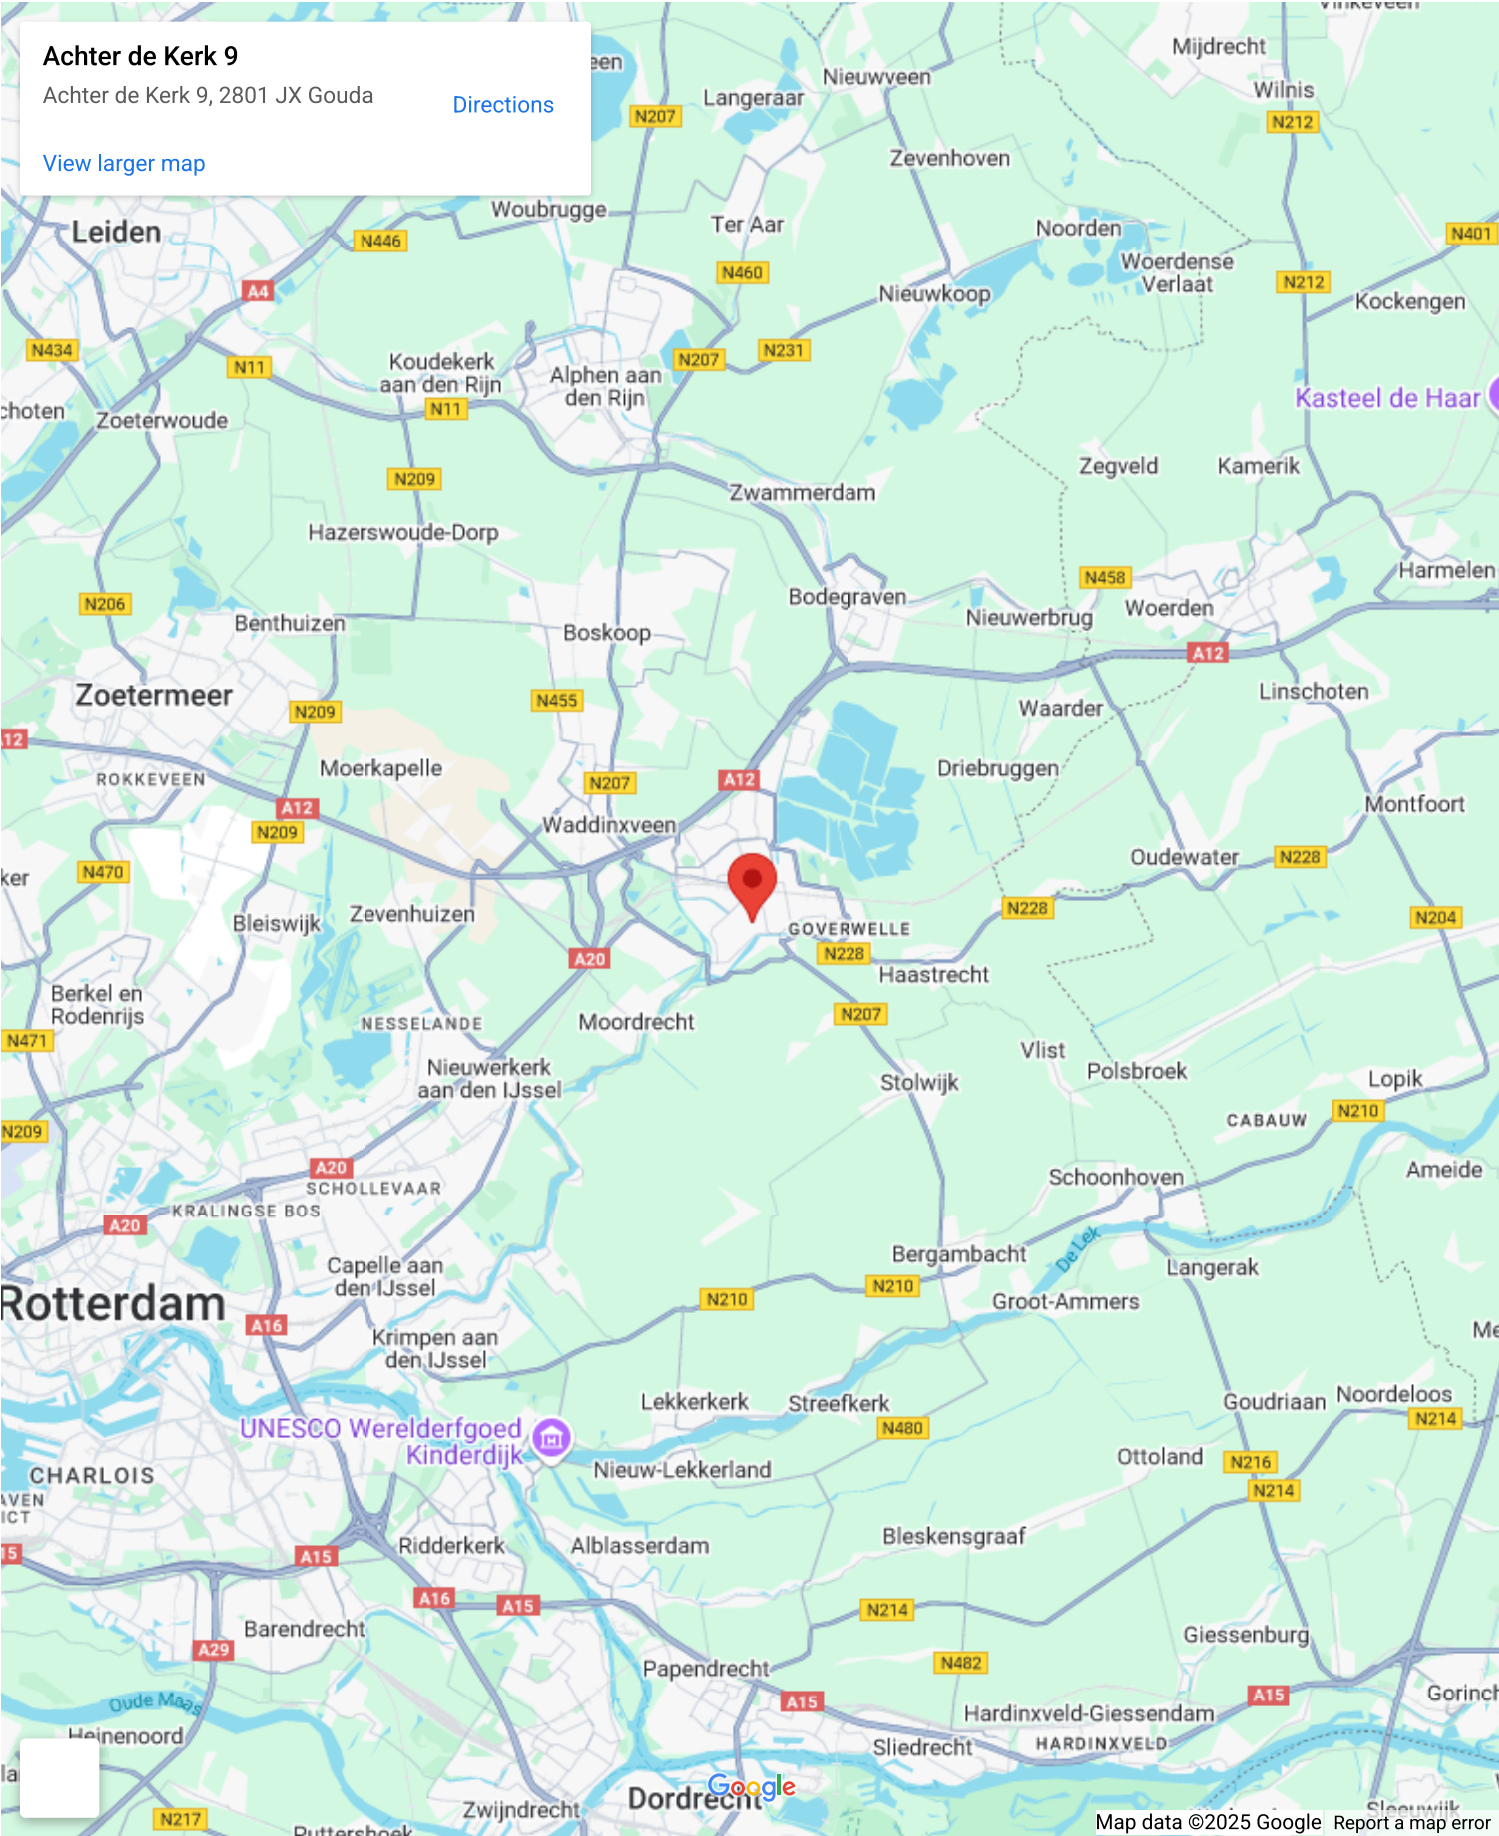 Achter de Kerk 9
Achter de Kerk 9, 2801 JX Gouda
Directions
View larger map
Mijdrecht
Nieuwveen
Langeraar
Wilnis
N207
N212
Zevenhoven
Woubrugge
Ter Aar
Noorden
Leiden
N446
N401
Woerdense
Verlaat
N460
N212
A4
Nieuwkoop
Kockengen
N434
N11
Koudekerk
aan den Rijn
N207
N231
Alphen aan
den Rijn
Kasteel de Haar
N11
Zoeterwoude
Zegveld
Kamerik
N209
Zwammerdam
Hazerswoude-Dorp
N458
Harmelen
N206
Bodegraven
Woerden
Benthuizen
Nieuwerbrug
Boskoop
A12
Zoetermeer
N455
Linschoten
N209
Waarder
Moerkapelle
Driebruggen
ROKKEVEEN
N207
A12
A12
Montfoort
N209
Waddinxveen
Oudewater
N228
N470
N228
Zevenhuizen
Bleiswijk
N204
GOVERWELLE
A20
N228
Haastrecht
Berkel en
Rodenrijs
N207
NESSELANDE
Moordrecht
N471
Vlist
Nieuwerkerk
aan den IJssel
Polsbroek
Stolwijk
Lopik
N210
N209
CABAUW
A20
Ameide
SCHOLLEVAAR
Schoonhoven
KRALINGSE BOS
A20
De Lek
Bergambacht
Langerak
Capelle aan
den IJssel
N210
N210
Groot-Ammers
Rotterdam
A16
Krimpen aan
den IJssel
Lekkerkerk
Streefkerk
Goudriaan
Noordeloos
N214
UNESCO Werelderfgoed
Kinderdijk
N480
Ottoland
N216
Nieuw-Lekkerland
CHARLOIS
N214
Bleskensgraaf
Ridderkerk
Alblasserdam
A15
A16
A15
N214
Barendrecht
Giessenburg
A29
N482
Papendrecht
A15
A15
Oude Maas
Hardinxveld-Giessendam
Heinenoord
Sliedrecht
HARDINXVELD
Google
Dordrecht
Zwijndrecht
N217
Sleeuwijk
Map data ©2025 Google
Report a map error